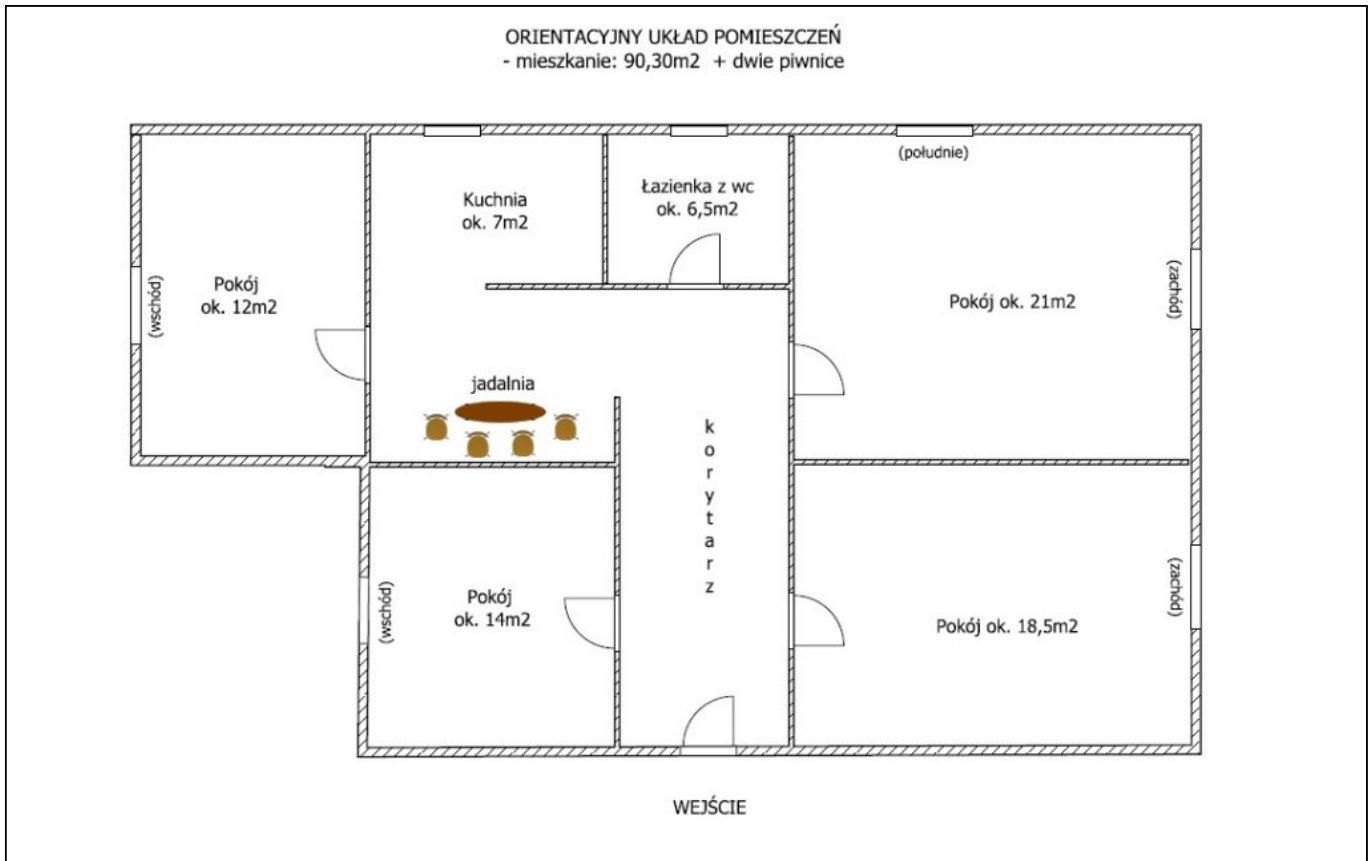 ORIENTACYJNY UKŁAD POMIESZCZEŃ
- mieszkanie: 90,30m2 + dwie piwnice
(południe)
Kuchnia
ok. 7m2
Łazienka z wc
ok. 6,5m2
Pokój
ok. 12m2
(wschód)
Pokój ok. 21m2
(zachód)
jadalnia
korytarz
Pokój
ok. 14m2
(wschód)
Pokój ok. 18,5m2
(zachód)
WEJŚCIE